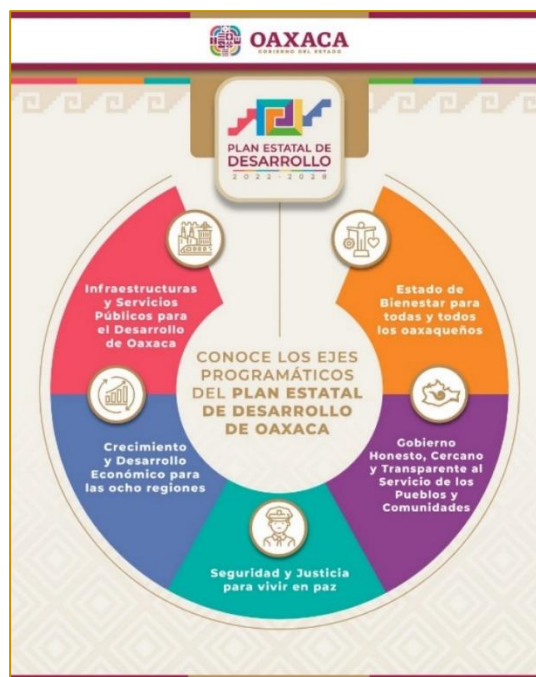 OAXACA
GOBIERNO DEL ESTADO
PLAN ESTATAL DE
DESARROLLO
2022 - 2028
Estado de
Bienestar para
todas y todos
los oaxaqueños
Gobierno
Honesto, Cercano
y Transparente al
Servicio de los
Pueblos y
Comunidades
Seguridad y Justicia
para vivir en paz
Crecimiento
y Desarrollo
Económico para
las ocho regiones
Infraestructuras
y Servicios
Públicos para
el Desarrollo
de Oaxaca
CONOCE LOS EJES
PROGRAMÁTICOS
DEL PLAN ESTATAL
DE DESARROLLO
DE OAXACA